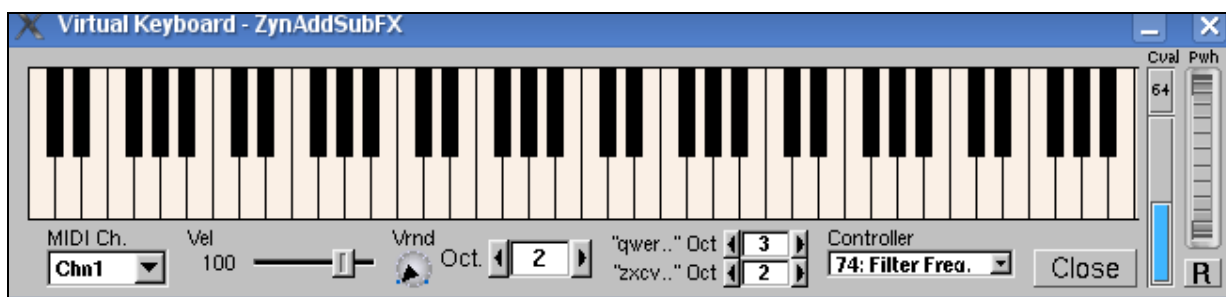 Virtual Keyboard - ZynAddSubFX
Cval Pwh
64
MIDI Ch. Vel Vrnd "qwer.." Oct 3 Controller
Chn1 100 Oct. 2 "zxcv.." Oct 2 74: Filter Freq. Close R